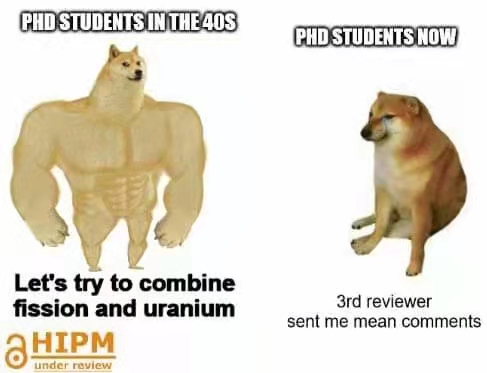 PHD STUDENTS IN THE 40S
PHD STUDENTS NOW
Let's try to combine
fission and uranium
3rd reviewer
sent me mean comments
HIPM
under review